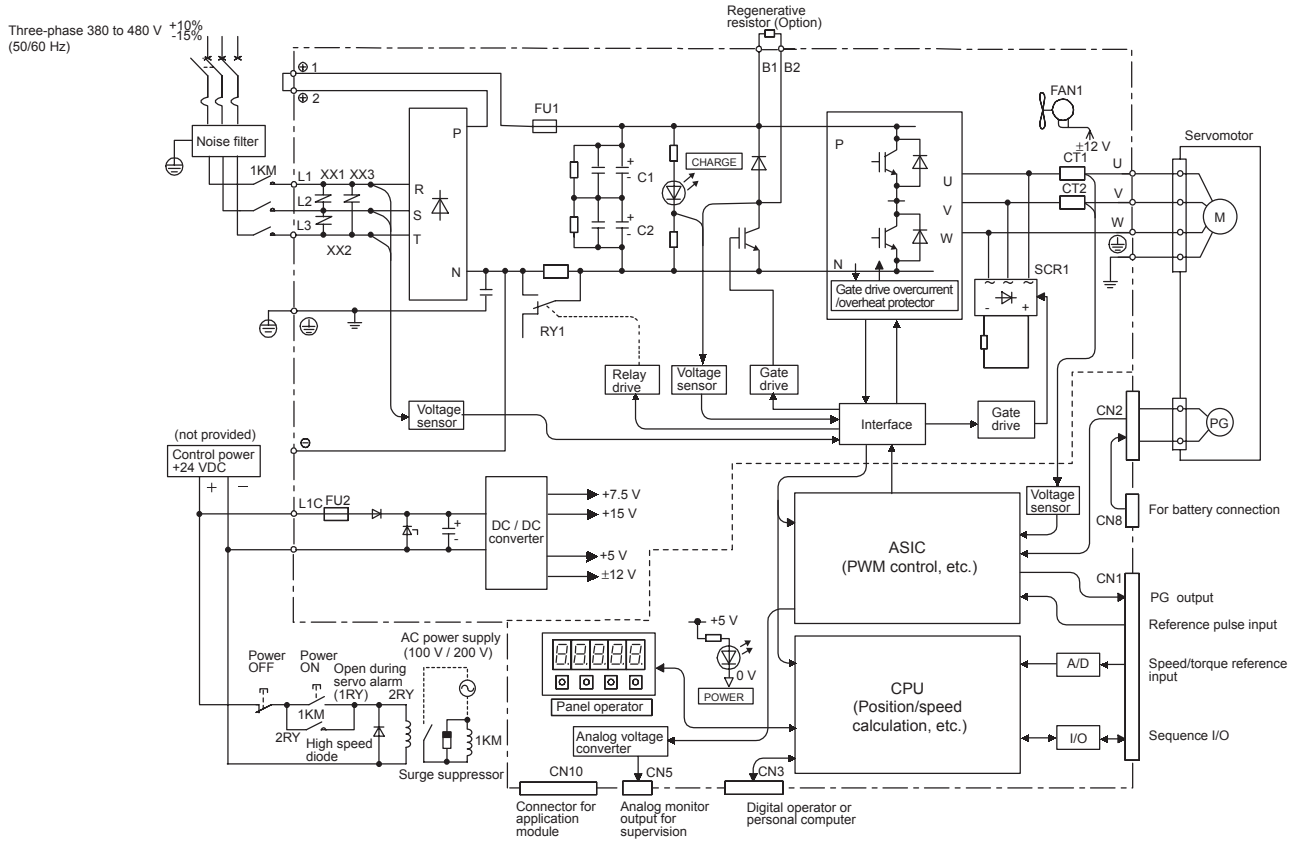 Three-phase 380 to 480 V +10%
-15%
(50/60 Hz)
Regenerative
resistor (Option)
B1 B2
⊕ 1
⊕ 2
FU1
FAN1
±12 V
Servomotor
Noise filter
1KM
L1
L2
L3
XX1 XX3
XX2
P
R
S
T
N
CHARGE
+
-
C1
+
-
C2
P
N
U
V
W
Gate drive overcurrent
/overheat protector
CT1
CT2
U
V
W
M
SCR1
~ ~ ~
- +
RY1
Relay
drive
Voltage
sensor
Gate
drive
Voltage
sensor
Interface
Gate
drive
CN2
PG
(not provided)
Control power
+24 VDC
+ −
⊖
L1C FU2
+
-
DC / DC
converter
+7.5 V
+15 V
+5 V
±12 V
Voltage
sensor
CN8
For battery connection
ASIC
(PWM control, etc.)
CN1
PG output
Reference pulse input
Speed/torque reference
input
A/D
Sequence I/O
I/O
CPU
(Position/speed
calculation, etc.)
+5 V
0 V
POWER
8.8.8.8.8.
Panel operator
Analog voltage
converter
AC power supply
(100 V / 200 V)
Power
OFF
Power
ON
Open during
servo alarm
(1RY)
2RY
1KM
2RY
High speed
diode
1KM
Surge suppressor
CN10
CN5
CN3
Connector for
application
module
Analog monitor
output for
supervision
Digital operator or
personal computer